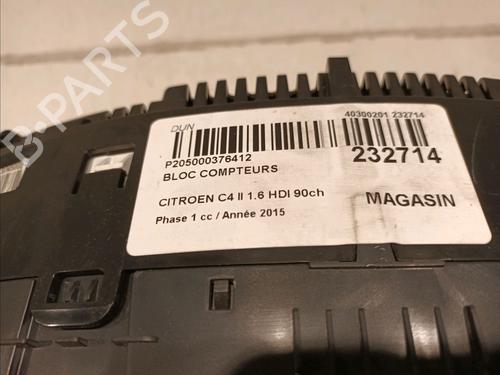 DUN
40300201 232714
P205000376412
BLOC COMPTEURS
232714
CITROEN C4 II 1.6 HDI 90ch
MAGASIN
Phase 1 cc / Année 2015
B-PARTS